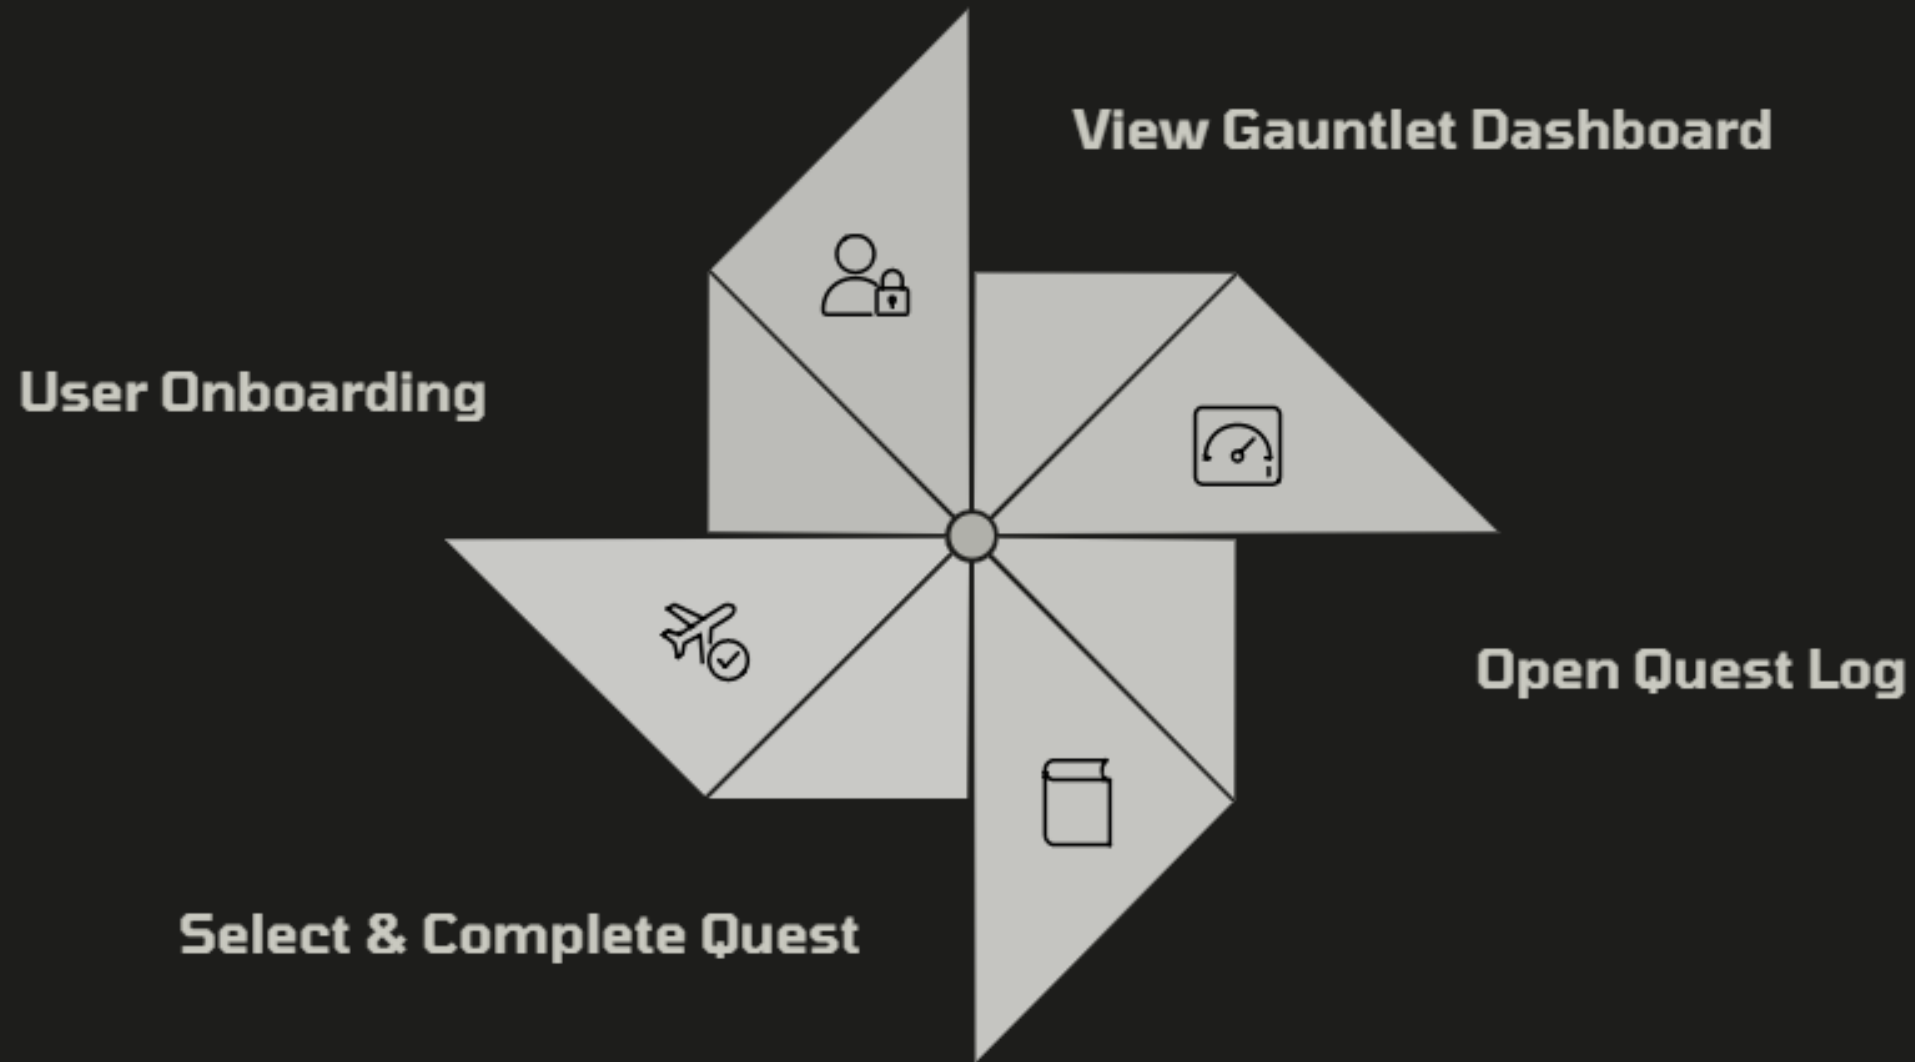 View Gauntlet Dashboard
User Onboarding
Open Quest Log
Select & Complete Quest